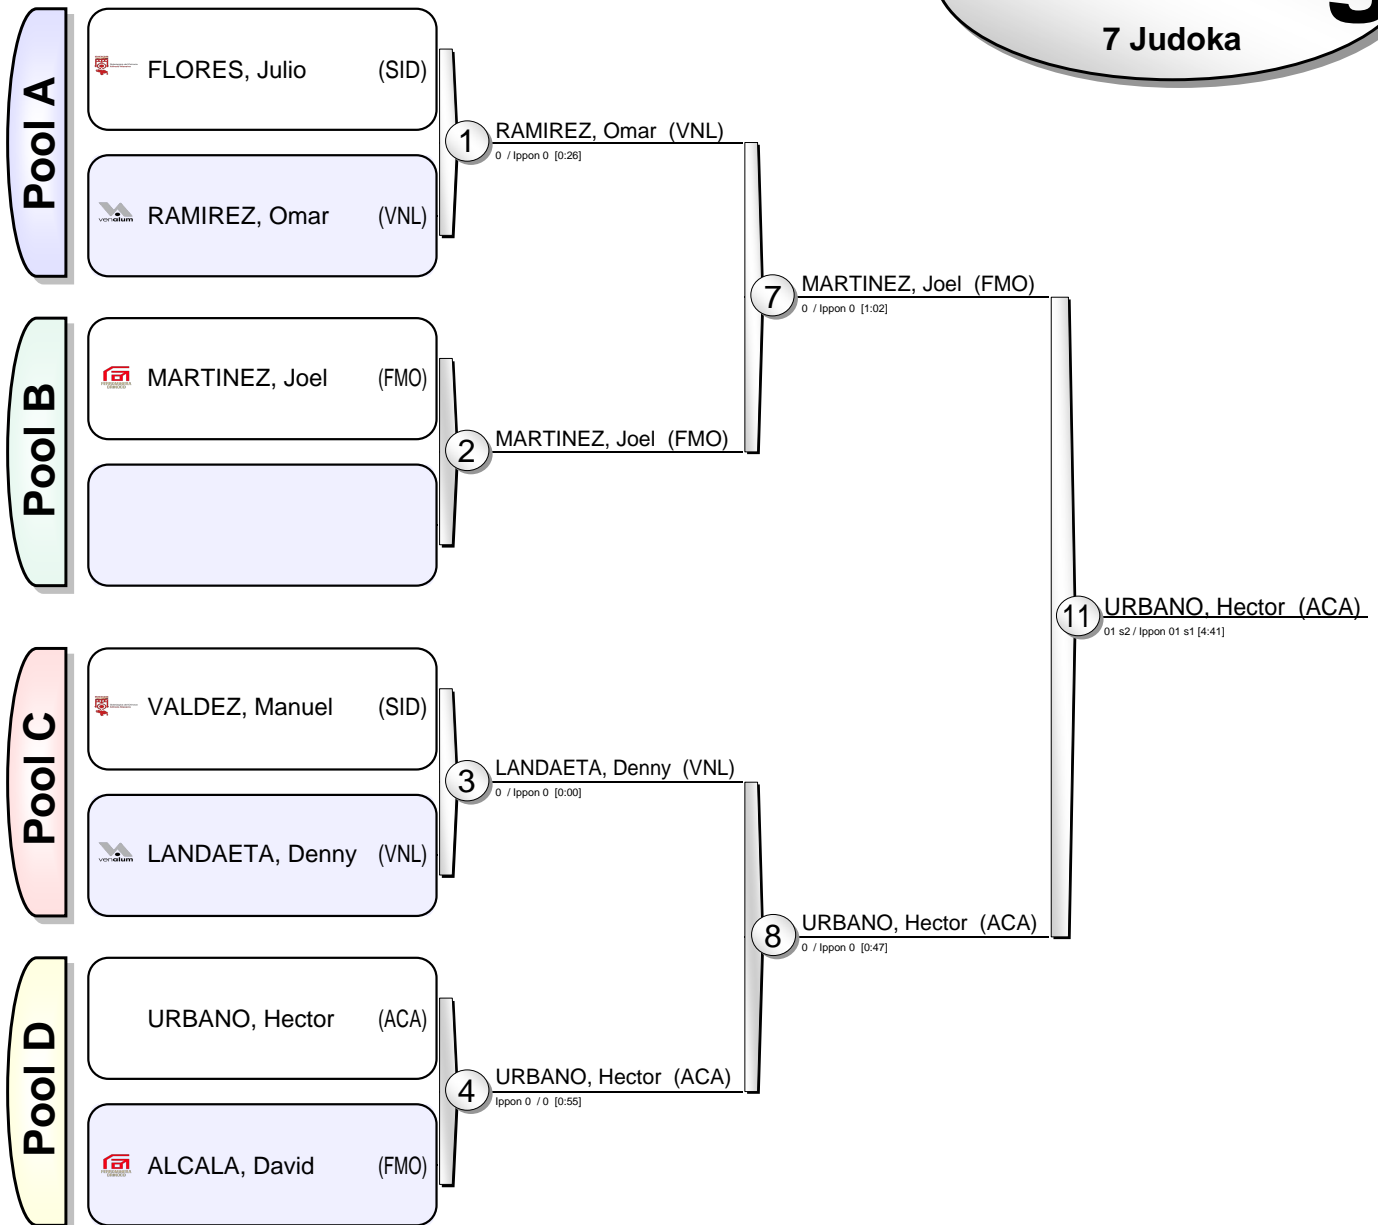 7 Judoka
Pool A
FLORES, Julio (SID)
venalum
RAMIREZ, Omar (VNL)
1
RAMIREZ, Omar (VNL)
0 / Ippon 0 [0:26]
Pool B
MARTINEZ, Joel (FMO)
2
MARTINEZ, Joel (FMO)
7
MARTINEZ, Joel (FMO)
0 / Ippon 0 [1:02]
Pool C
VALDEZ, Manuel (SID)
venalum
LANDAETA, Denny (VNL)
3
LANDAETA, Denny (VNL)
0 / Ippon 0 [0:00]
Pool D
URBANO, Hector (ACA)
ALCALA, David (FMO)
4
URBANO, Hector (ACA)
Ippon 0 / 0 [0:55]
8
URBANO, Hector (ACA)
0 / Ippon 0 [0:47]
11
URBANO, Hector (ACA)
01 s2 / Ippon 01 s1 [4:41]